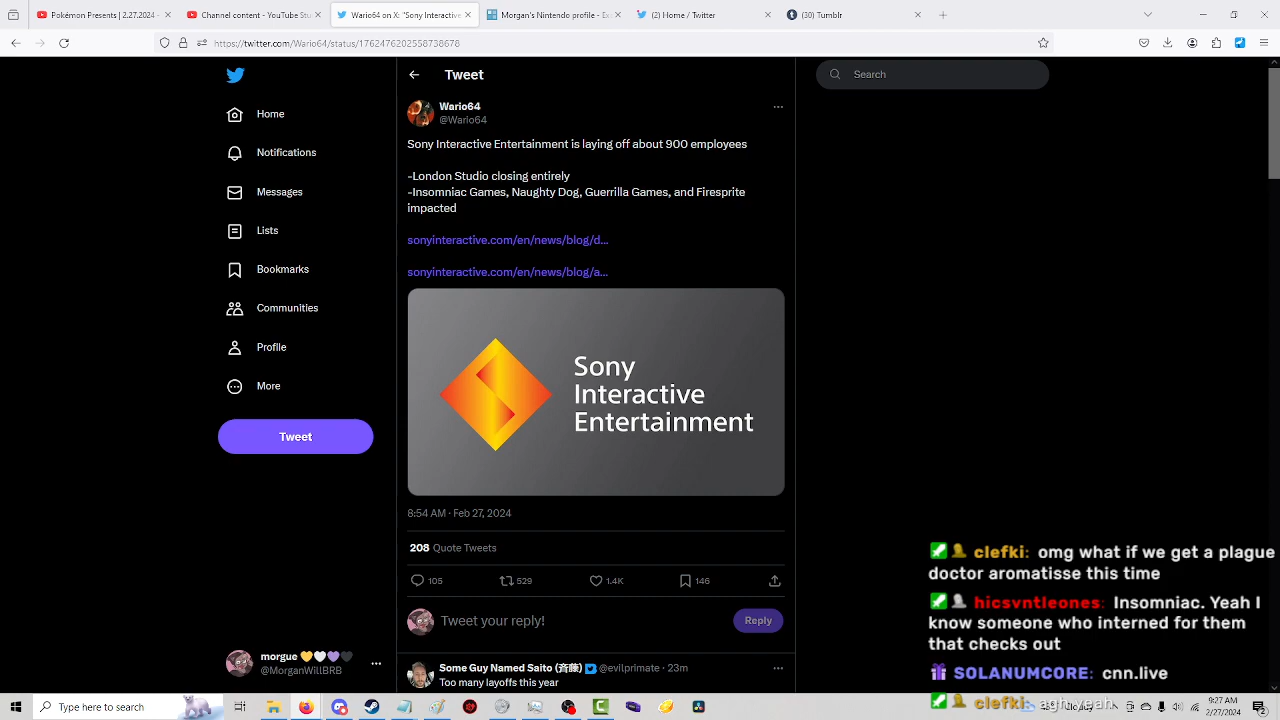 Pokémon Presents | 2.27.2024 -
Channel content - YouTube Stu
Wario64 on X: "Sony Interactive
Morgan's Nintendo profile - Ex
(2) Home / Twitter
(30) Tumblr
https://twitter.com/Wario64/status/1762476202558738678
Home
Notifications
Messages
Lists
Bookmarks
Communities
Profile
More
Tweet
morgue
@MorganWillBRB
Tweet
Wario64
@Wario64
Sony Interactive Entertainment is laying off about 900 employees
-London Studio closing entirely
-Insomniac Games, Naughty Dog, Guerrilla Games, and Firesprite
impacted
sonyinteractive.com/en/news/blog/d...
sonyinteractive.com/en/news/blog/a...
Sony
Interactive
Entertainment
8:54 AM · Feb 27, 2024
208 Quote Tweets
105 529 1.4K 146
Tweet your reply!
Reply
Some Guy Named Saito (斉藤) @evilprimate · 23m
Too many layoffs this year
Search
clefki: omg what if we get a plague
doctor aromatisse this time
hicsvntleones: Insomniac. Yeah I
know someone who interned for them
that checks out
SOLANUMCORE: cnn.live
clefki: agh yeah
Type here to search
9:27 AM
2/27/2024